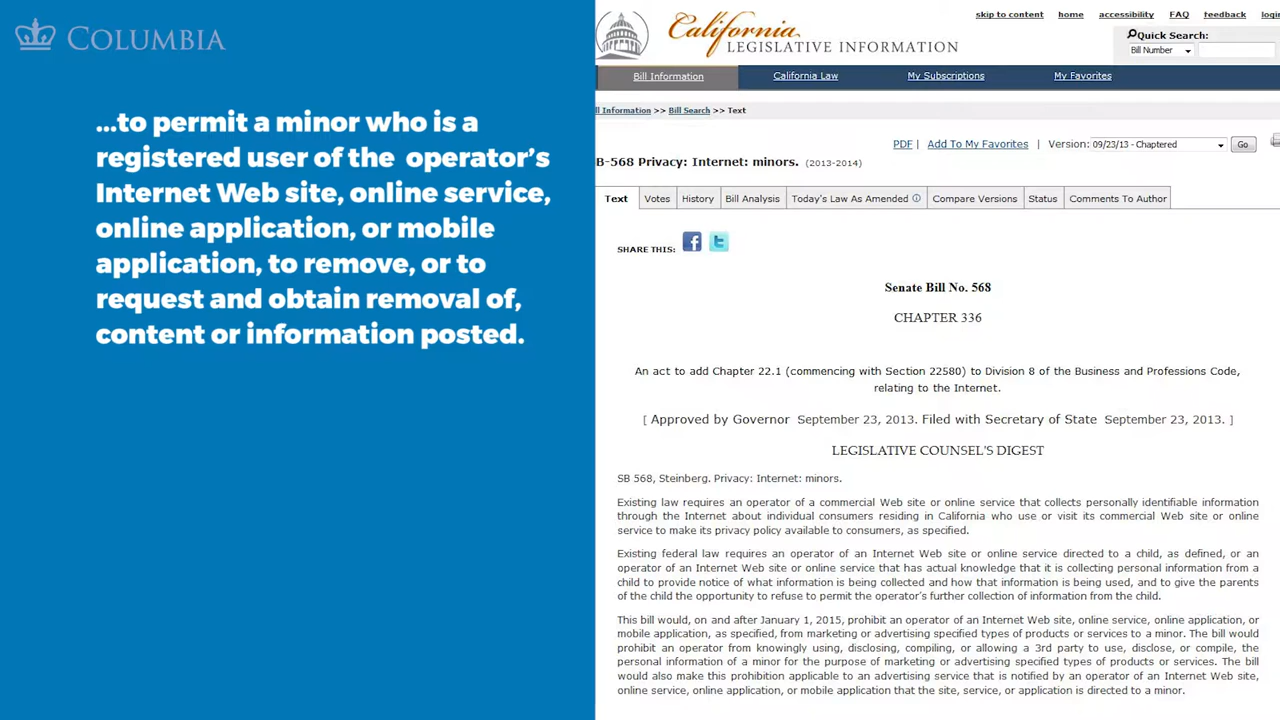 COLUMBIA
...to permit a minor who is a
registered user of the operator's
Internet Web site, online service,
online application, or mobile
application, to remove, or to
request and obtain removal of,
content or information posted.
skip to content home accessibility FAQ feedback login
California
LEGISLATIVE INFORMATION
Quick Search:
Bill Number
Bill Information California Law My Subscriptions My Favorites
ll Information >> Bill Search >> Text
PDF | Add To My Favorites | Version: 09/23/13 - Chaptered Go
B-568 Privacy: Internet: minors. (2013-2014)
Text Votes History Bill Analysis Today's Law As Amended Compare Versions Status Comments To Author
SHARE THIS:
Senate Bill No. 568
CHAPTER 336
An act to add Chapter 22.1 (commencing with Section 22580) to Division 8 of the Business and Professions Code,
relating to the Internet.
[ Approved by Governor September 23, 2013. Filed with Secretary of State September 23, 2013. ]
LEGISLATIVE COUNSEL'S DIGEST
SB 568, Steinberg. Privacy: Internet: minors.
Existing law requires an operator of a commercial Web site or online service that collects personally identifiable information
through the Internet about individual consumers residing in California who use or visit its commercial Web site or online
service to make its privacy policy available to consumers, as specified.
Existing federal law requires an operator of an Internet Web site or online service directed to a child, as defined, or an
operator of an Internet Web site or online service that has actual knowledge that it is collecting personal information from a
child to provide notice of what information is being collected and how that information is being used, and to give the parents
of the child the opportunity to refuse to permit the operator's further collection of information from the child.
This bill would, on and after January 1, 2015, prohibit an operator of an Internet Web site, online service, online application, or
mobile application, as specified, from marketing or advertising specified types of products or services to a minor. The bill would
prohibit an operator from knowingly using, disclosing, compiling, or allowing a 3rd party to use, disclose, or compile, the
personal information of a minor for the purpose of marketing or advertising specified types of products or services. The bill
would also make this prohibition applicable to an advertising service that is notified by an operator of an Internet Web site,
online service, online application, or mobile application that the site, service, or application is directed to a minor.